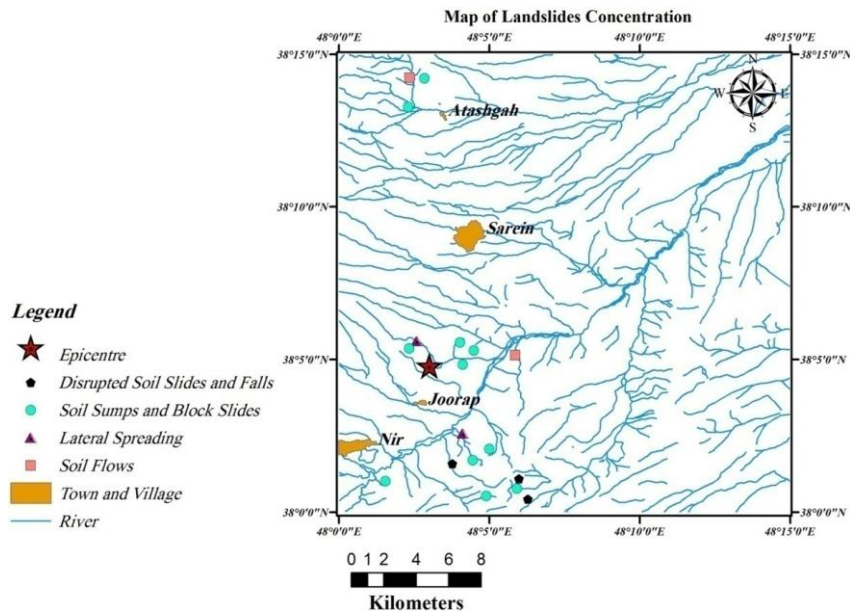 Map of Landslides Concentration
48°0'0"E 48°5'0"E 48°10'0"E 48°15'0"E
38°15'0"N 38°15'0"N
N
W E
S
Atashgah
38°10'0"N 38°10'0"N
Sarein
Legend
Epicentre
38°5'0"N 38°5'0"N
Disrupted Soil Slides and Falls
Joorap
Soil Sumps and Block Slides
Lateral Spreading
Nir
Soil Flows
Town and Village
38°0'0"N 38°0'0"N
River
48°0'0"E 48°5'0"E 48°10'0"E 48°15'0"E
0 1 2 4 6 8
Kilometers